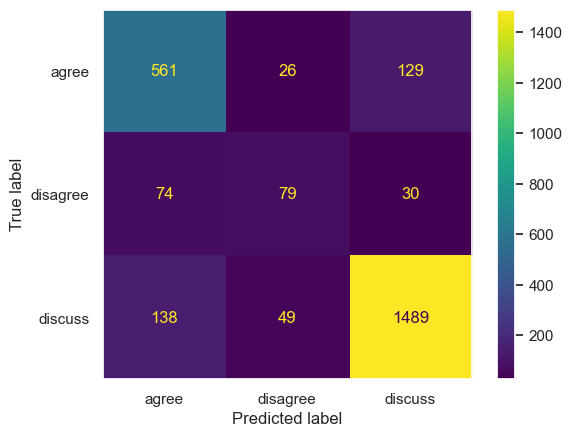 True label
agree
561 26 129
disagree
74 79 30
discuss
138 49 1489
agree disagree discuss
Predicted label
1400
1200
1000
800
600
400
200